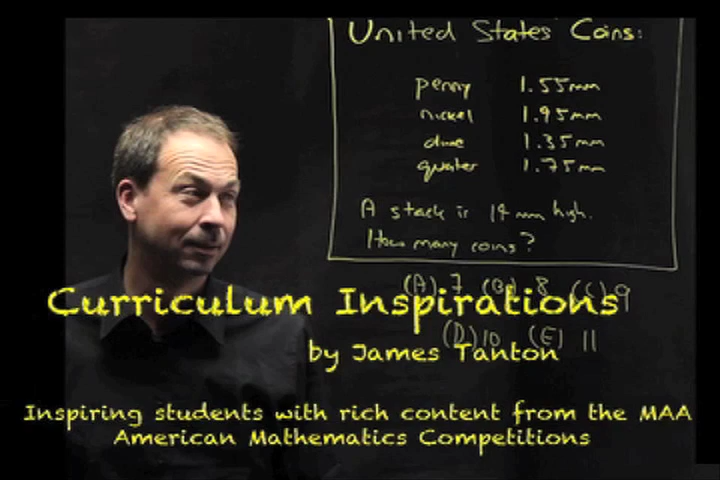 United States Coins:
penny 1.55mm
nickel 1.95mm
dime 1.35mm
quater 1.75mm
A stack is 14 mm high.
How many coins?
(A) 7 (B) 8 (C) 9
(D) 10 (E) 11
Curriculum Inspirations
by James Tanton
Inspiring students with rich content from the MAA
American Mathematics Competitions